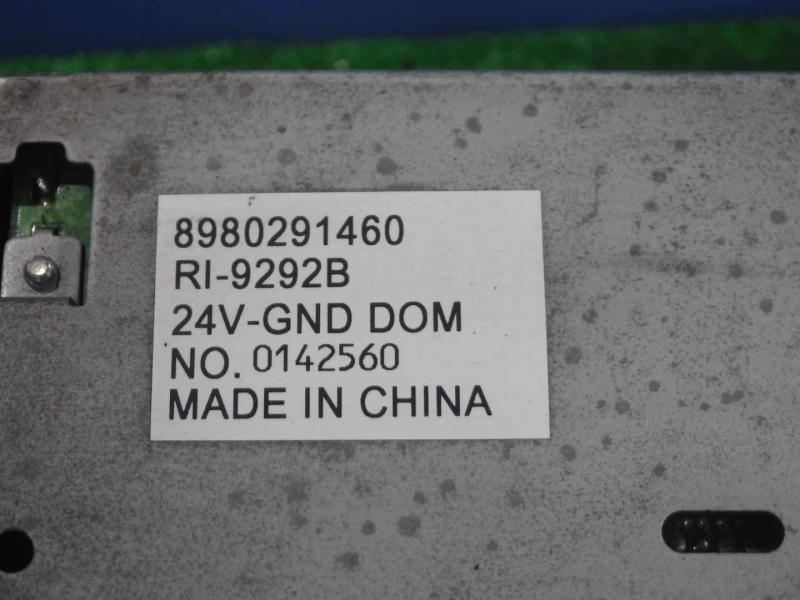 8980291460
RI-9292B
24V-GND DOM
NO. 0142560
MADE IN CHINA